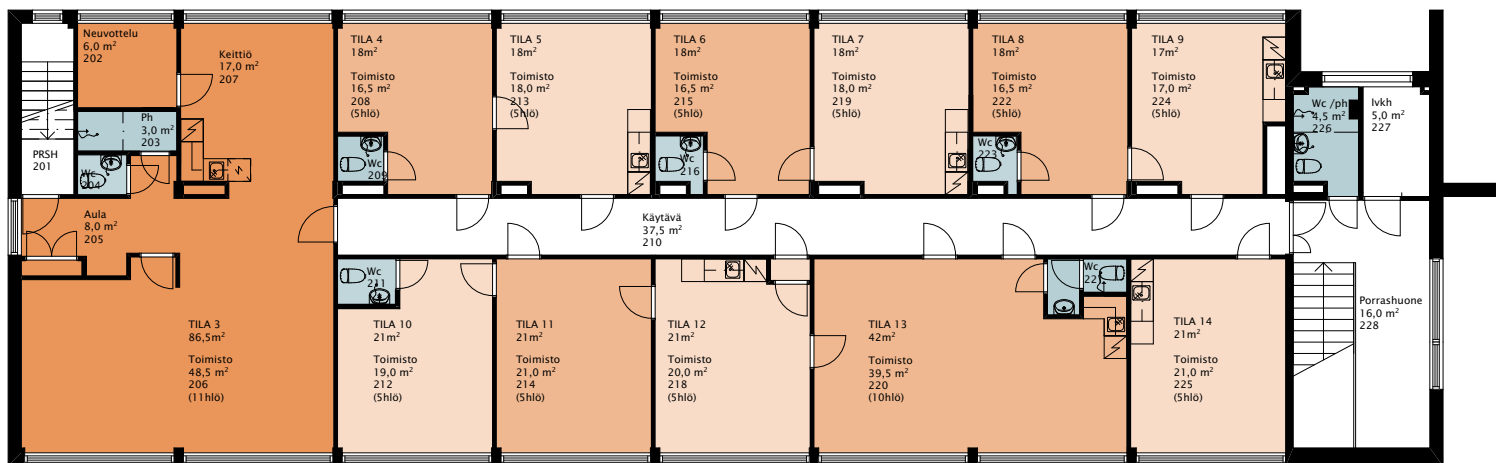 Neuvottelu
6,0 m²
202
Keittiö
17,0 m²
207
Ph
3,0 m²
203
PRSH
201
Wc
204
Aula
8,0 m²
205
TILA 3
86,5m²
Toimisto
48,5 m²
206
(11hlö)
TILA 4
18m²
Toimisto
16,5 m²
208
(5hlö)
Wc
209
TILA 5
18m²
Toimisto
18,0 m²
213
(5hlö)
TILA 6
18m²
Toimisto
16,5 m²
215
(5hlö)
Wc
216
TILA 7
18m²
Toimisto
18,0 m²
219
(5hlö)
TILA 8
18m²
Toimisto
16,5 m²
222
(5hlö)
Wc
223
TILA 9
17m²
Toimisto
17,0 m²
224
(5hlö)
Wc /ph
4,5 m²
226
Ivkh
5,0 m²
227
Käytävä
37,5 m²
210
Wc
211
TILA 10
21m²
Toimisto
19,0 m²
212
(5hlö)
TILA 11
21m²
Toimisto
21,0 m²
214
(5hlö)
TILA 12
21m²
Toimisto
20,0 m²
218
(5hlö)
TILA 13
42m²
Toimisto
39,5 m²
220
(10hlö)
Wc
TILA 14
21m²
Toimisto
21,0 m²
225
(5hlö)
Porrashuone
16,0 m²
228